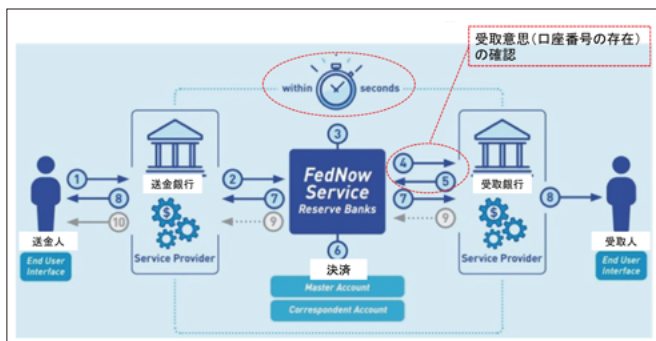 受取意思(口座番号の存在)
の確認
within seconds
③
送金銀行
FedNow
Service
Reserve Banks
受取銀行
① ② ④
⑧ ⑦ ⑤
⑦ ⑧
⑩ ⑨ ⑨
$ $
送金人
End User
Interface
Service Provider
⑥
決済
Master Account
Correspondent Account
Service Provider
受取人
End User
Interface